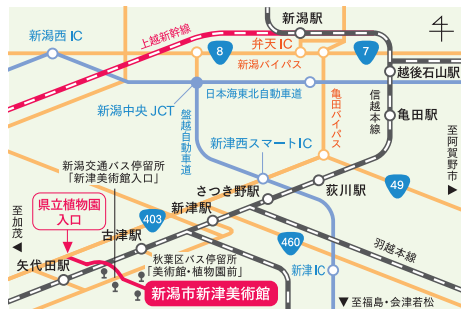 新潟駅
新潟西IC
上越新幹線
8
弁天IC
7
新潟バイパス
越後石山駅
日本海東北自動車道
新潟中央JCT
盤越自動車道
亀田バイパス
信越本線
亀田駅
新津西スマートIC
至阿賀野市
新潟交通バス停留所
「新津美術館入口」
さつき野駅
荻川駅
49
県立植物園
入口
403
新津駅
至加茂
古津駅
460
羽越本線
秋葉区バス停留所
「美術館・植物園前」
矢代田駅
新津IC
新潟市新津美術館
至福島・会津若松